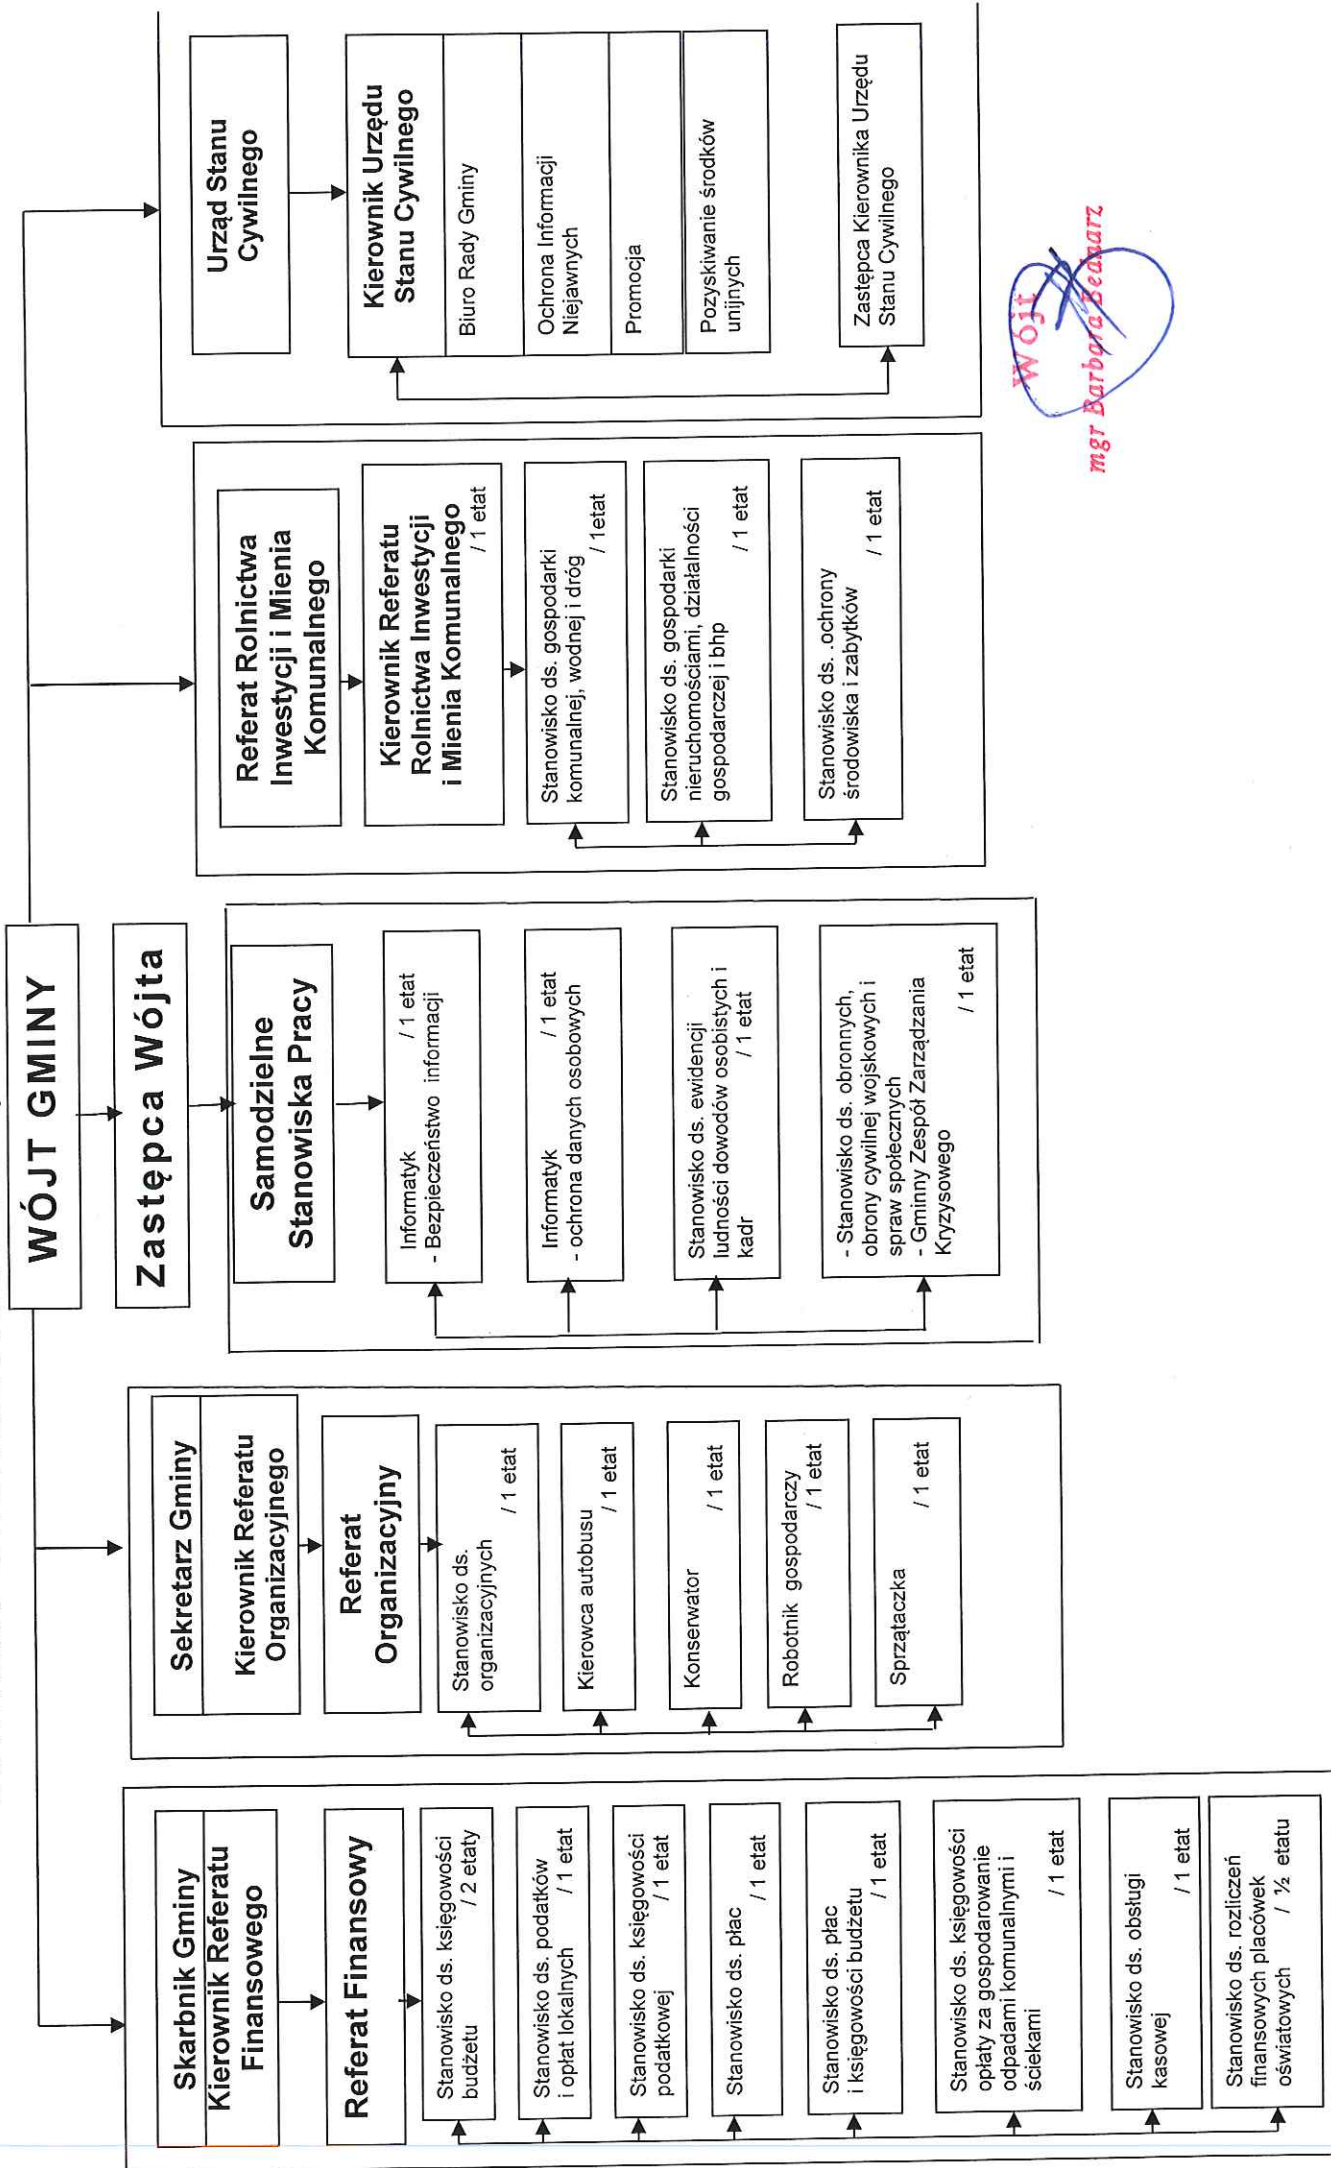 WÓJT GMINY
Zastępca Wójta
Skarbnik Gminy
Kierownik Referatu
Finansowego
Referat Finansowy
Stanowisko ds. księgowości
budżetu / 2 etaty
Stanowisko ds. podatków
i opłat lokalnych / 1 etat
Stanowisko ds. księgowości
podatkowej / 1 etat
Stanowisko ds. płac
/ 1 etat
Stanowisko ds. płac
i księgowości budżetu
/ 1 etat
Stanowisko ds. księgowości
opłaty za gospodarowanie
odpadami komunalnymi i
ściekami / 1 etat
Stanowisko ds. obsługi
kasowej / 1 etat
Stanowisko ds. rozliczeń
finansowych placówek
oświatowych / ½ etatu
Sekretarz Gminy
Kierownik Referatu
Organizacyjnego
Referat
Organizacyjny
Stanowisko ds.
organizacyjnych
/ 1 etat
Kierowca autobusu
/ 1 etat
Konserwator
/ 1 etat
Robotnik gospodarczy
/ 1 etat
Sprzątaczka
/ 1 etat
Samodzielne
Stanowiska Pracy
Informatyk / 1 etat
- Bezpieczeństwo informacji
Informatyk / 1 etat
- ochrona danych osobowych
Stanowisko ds. ewidencji
ludności dowodów osobistych i
kadr / 1 etat
- Stanowisko ds. obronnych,
obrony cywilnej wojskowych i
spraw społecznych
- Gminny Zespół Zarządzania
Kryzysowego / 1 etat
Referat Rolnictwa
Inwestycji i Mienia
Komunalnego
Kierownik Referatu
Rolnictwa Inwestycji
i Mienia Komunalnego
/ 1 etat
Stanowisko ds. gospodarki
komunalnej, wodnej i dróg
/ 1etat
Stanowisko ds. gospodarki
nieruchomościami, działalności
gospodarczej i bhp
/ 1 etat
Stanowisko ds. .ochrony
środowiska i zabytków
/ 1 etat
Urząd Stanu
Cywilnego
Kierownik Urzędu
Stanu Cywilnego
Biuro Rady Gminy
Ochrona Informacji
Niejawnych
Promocja
Pozyskiwanie środków
unijnych
Zastępca Kierownika Urzędu
Stanu Cywilnego
Wójt
mgr Barbara Bednarz